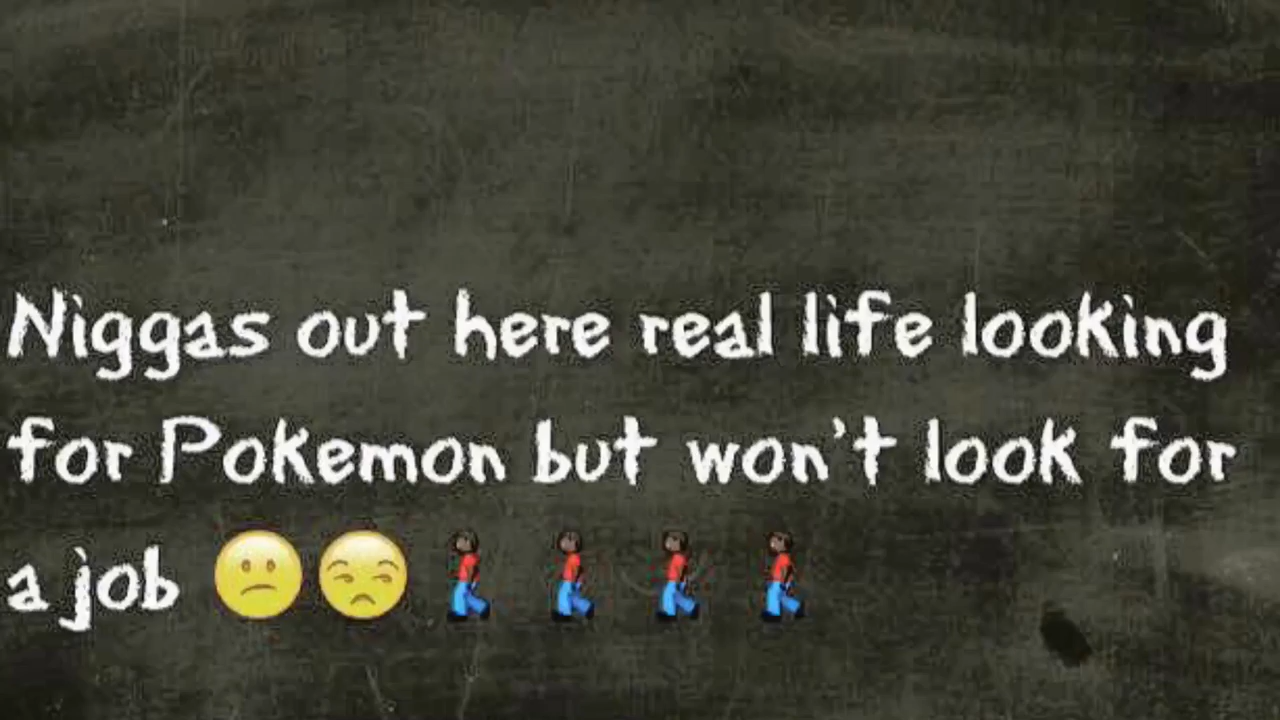 Niggas out here real life looking
for Pokemon but won't look for
a job 😕😒🚶🏿🚶🏿🚶🏿🚶🏿